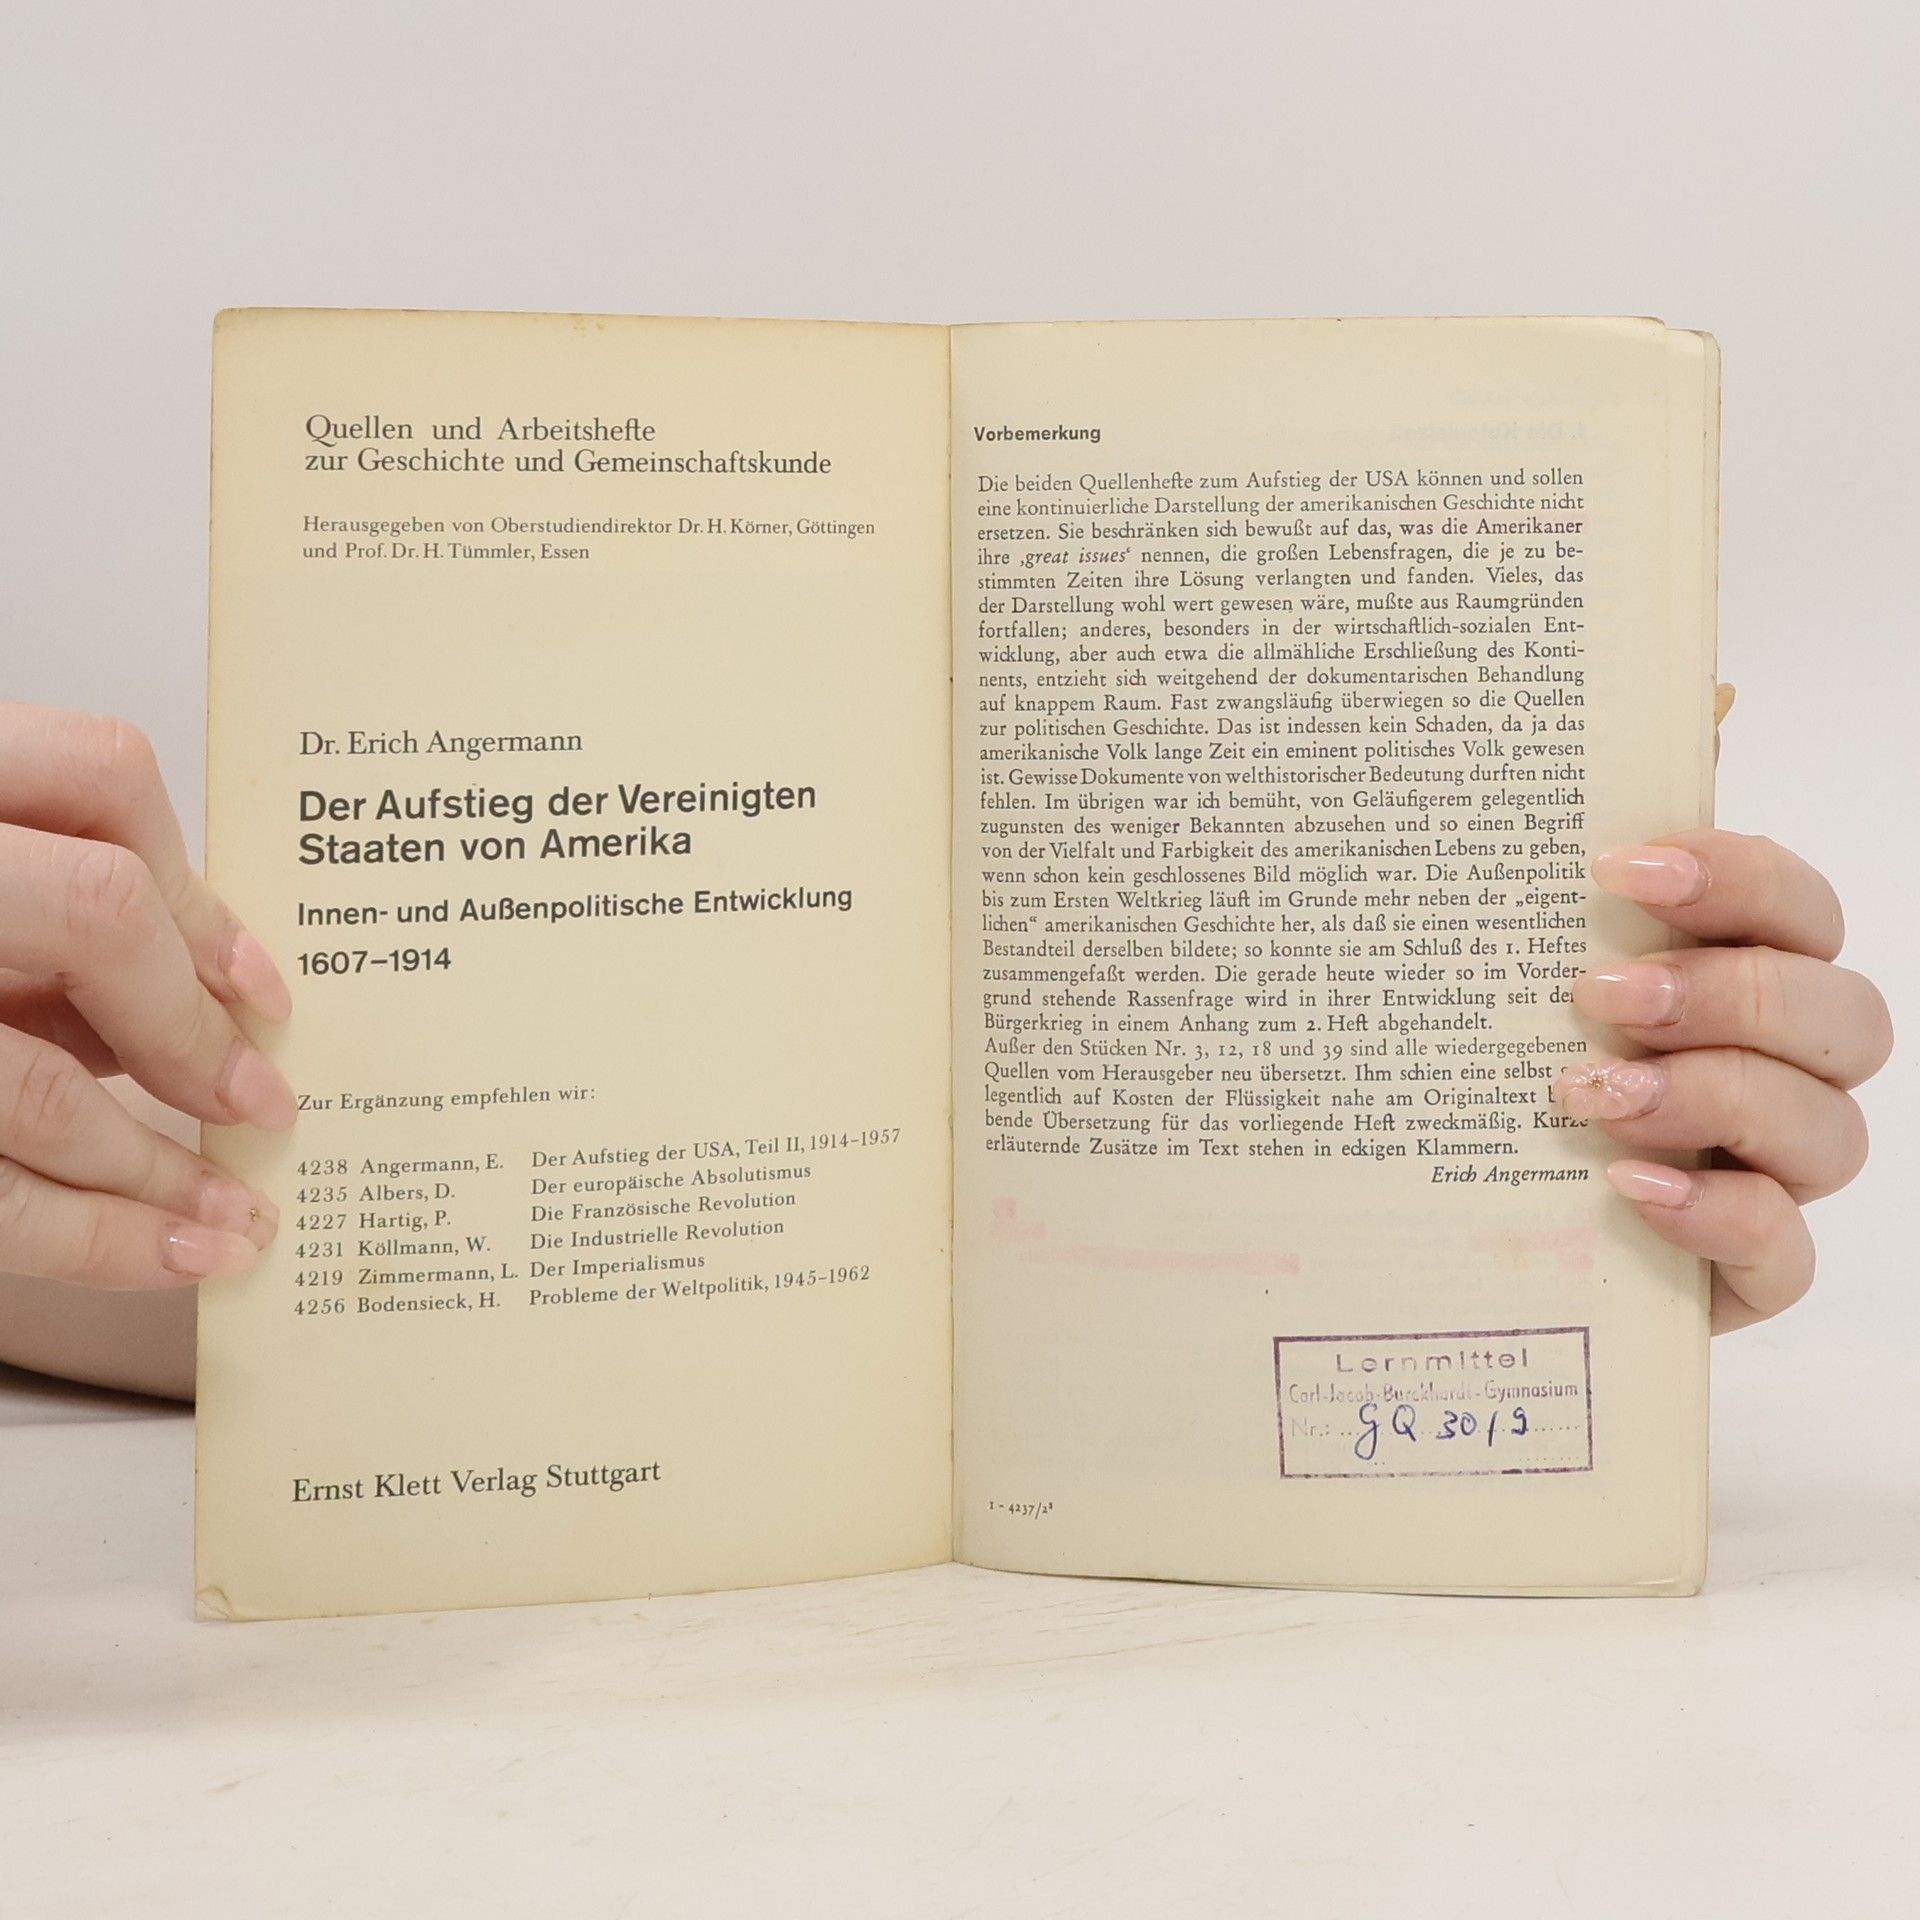 Quellen und Arbeitshefte
zur Geschichte und Gemeinschaftskunde
Herausgegeben von Oberstudiendirektor Dr. H. Körner, Göttingen
und Prof. Dr. H. Tümmler, Essen
Dr. Erich Angermann
Der Aufstieg der Vereinigten
Staaten von Amerika
Innen- und Außenpolitische Entwicklung
1607–1914
Zur Ergänzung empfehlen wir:
4238 Angermann, E. Der Aufstieg der USA, Teil II, 1914–1957
4235 Albers, D. Der europäische Absolutismus
4227 Hartig, P. Die Französische Revolution
4231 Köllmann, W. Die Industrielle Revolution
4219 Zimmermann, L. Der Imperialismus
4256 Bodensieck, H. Probleme der Weltpolitik, 1945–1962
Ernst Klett Verlag Stuttgart
Vorbemerkung
Die beiden Quellenhefte zum Aufstieg der USA können und sollen
eine kontinuierliche Darstellung der amerikanischen Geschichte nicht
ersetzen. Sie beschränken sich bewußt auf das, was die Amerikaner
ihre ‚great issues‘ nennen, die großen Lebensfragen, die je zu be-
stimmten Zeiten ihre Lösung verlangten und fanden. Vieles, das
der Darstellung wohl wert gewesen wäre, mußte aus Raumgründen
fortfallen; anderes, besonders in der wirtschaftlich-sozialen Ent-
wicklung, aber auch etwa die allmähliche Erschließung des Konti-
nents, entzieht sich weitgehend der dokumentarischen Behandlung
auf knappem Raum. Fast zwangsläufig überwiegen so die Quellen
zur politischen Geschichte. Das ist indessen kein Schaden, da ja das
amerikanische Volk lange Zeit ein eminent politisches Volk gewesen
ist. Gewisse Dokumente von welthistorischer Bedeutung durften nicht
fehlen. Im übrigen war ich bemüht, von Geläufigerem gelegentlich
zugunsten des weniger Bekannten abzusehen und so einen Begriff
von der Vielfalt und Farbigkeit des amerikanischen Lebens zu geben,
wenn schon kein geschlossenes Bild möglich war. Die Außenpolitik
bis zum Ersten Weltkrieg läuft im Grunde mehr neben der „eigent-
lichen“ amerikanischen Geschichte her, als daß sie einen wesentlichen
Bestandteil derselben bildete; so konnte sie am Schluß des 1. Heftes
zusammengefaßt werden. Die gerade heute wieder so im Vorder-
grund stehende Rassenfrage wird in ihrer Entwicklung seit de
Bürgerkrieg in einem Anhang zum 2. Heft abgehandelt.
Außer den Stücken Nr. 3, 12, 18 und 39 sind alle wiedergegebenen
Quellen vom Herausgeber neu übersetzt. Ihm schien eine selbst
legentlich auf Kosten der Flüssigkeit nahe am Originaltext
bende Übersetzung für das vorliegende Heft zweckmäßig. Kurze
erläuternde Zusätze im Text stehen in eckigen Klammern.
Erich Angermann
Lernmittel
Carl-Jacob-Burckhardt-Gymnasium
Nr.: GQ 30/9
1 - 4237/2⁸